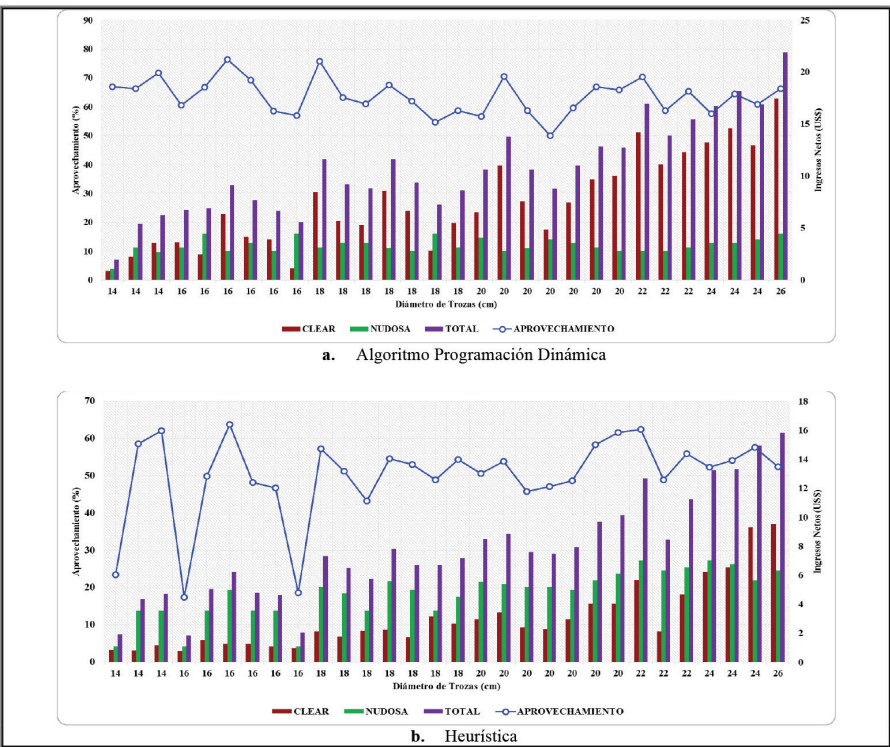 90
80
70
60
50
40
30
20
10
0
Aprovechamiento (%)
25
20
15
10
5
0
Ingresos Netos (US$)
14 14 14 16 16 16 16 16 16 18 18 18 18 18 18 18 20 20 20 20 20 20 20 22 22 22 24 24 24 26
Diámetro de Trozas (cm)
CLEAR NUDOSA TOTAL APROVECHAMIENTO
a. Algoritmo Programación Dinámica
70
60
50
40
30
20
10
0
Aprovechamiento (%)
18
16
14
12
10
8
6
4
2
0
Ingresos Netos (US$)
14 14 14 16 16 16 16 16 16 18 18 18 18 18 18 18 20 20 20 20 20 20 20 22 22 22 24 24 24 26
Diámetro de Trozas (cm)
CLEAR NUDOSA TOTAL APROVECHAMIENTO
b. Heurística